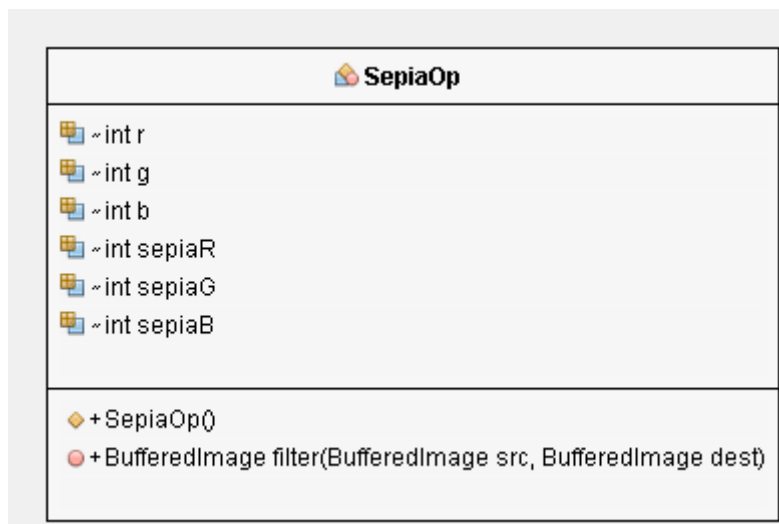 SepiaOp
~int r
~int g
~int b
~int sepiaR
~int sepiaG
~int sepiaB
+SepiaOp()
+BufferedImage filter(BufferedImage src, BufferedImage dest)